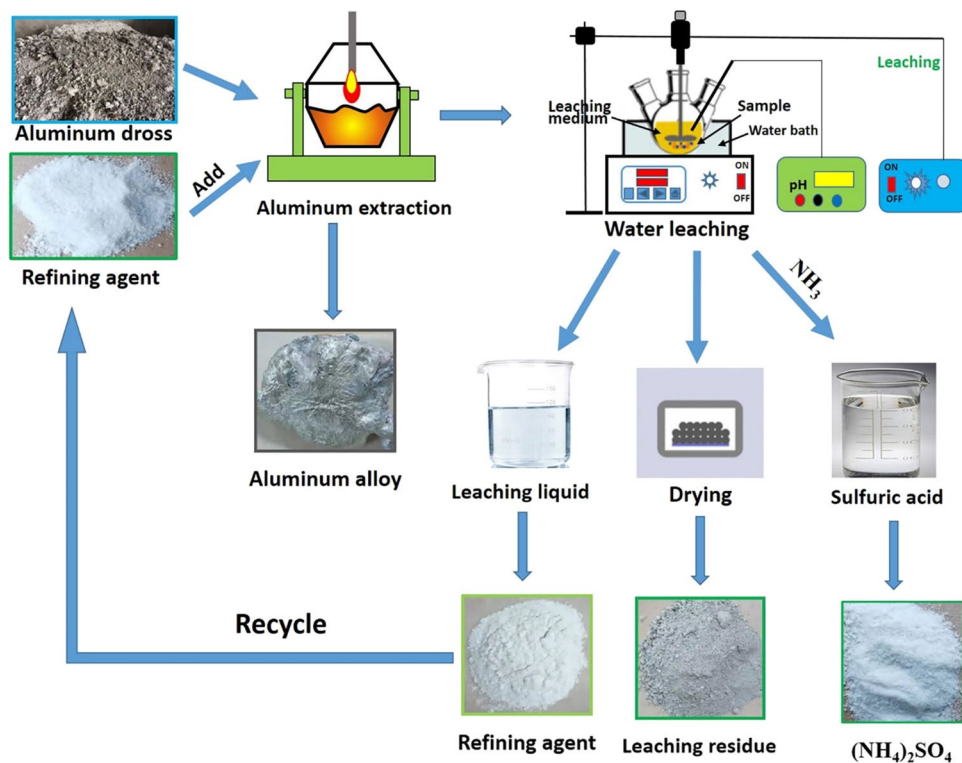 Aluminum dross
Refining agent
Add
Aluminum extraction
Aluminum alloy
Leaching
Leaching
medium
Sample
Water bath
ON
OFF
pH
ON
OFF
Water leaching
NH₃
Leaching liquid
Drying
Sulfuric acid
Recycle
Refining agent
Leaching residue
(NH₄)₂SO₄